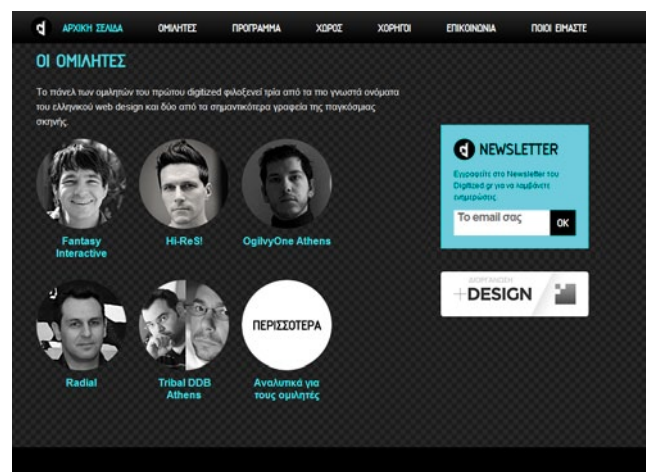 ΑΡΧΙΚΗ ΣΕΛΙΔΑ ΟΜΙΛΗΤΕΣ ΠΡΟΓΡΑΜΜΑ ΧΩΡΟΣ ΧΟΡΗΓΟΙ ΕΠΙΚΟΙΝΩΝΙΑ ΠΟΙΟΙ ΕΙΜΑΣΤΕ
ΟΙ ΟΜΙΛΗΤΕΣ
Το πάνελ των ομιλητών του πρώτου digitized φιλοξενεί τρία από τα πιο γνωστά ονόματα
του ελληνικού web design και δύο από τα σημαντικότερα γραφεία της παγκόσμιας
σκηνής.
Fantasy
Interactive
Hi-ReS!
OgilvyOne Athens
Radial
Tribal DDB
Athens
ΠΕΡΙΣΣΟΤΕΡΑ
Αναλυτικά για
τους ομιλητές
NEWSLETTER
Εγγραφείτε στο Newsletter του
Digitized.gr για να λαμβάνετε
ενημερώσεις.
Το email σας
OK
ΔΙΟΡΓΑΝΩΣΗ
+DESIGN